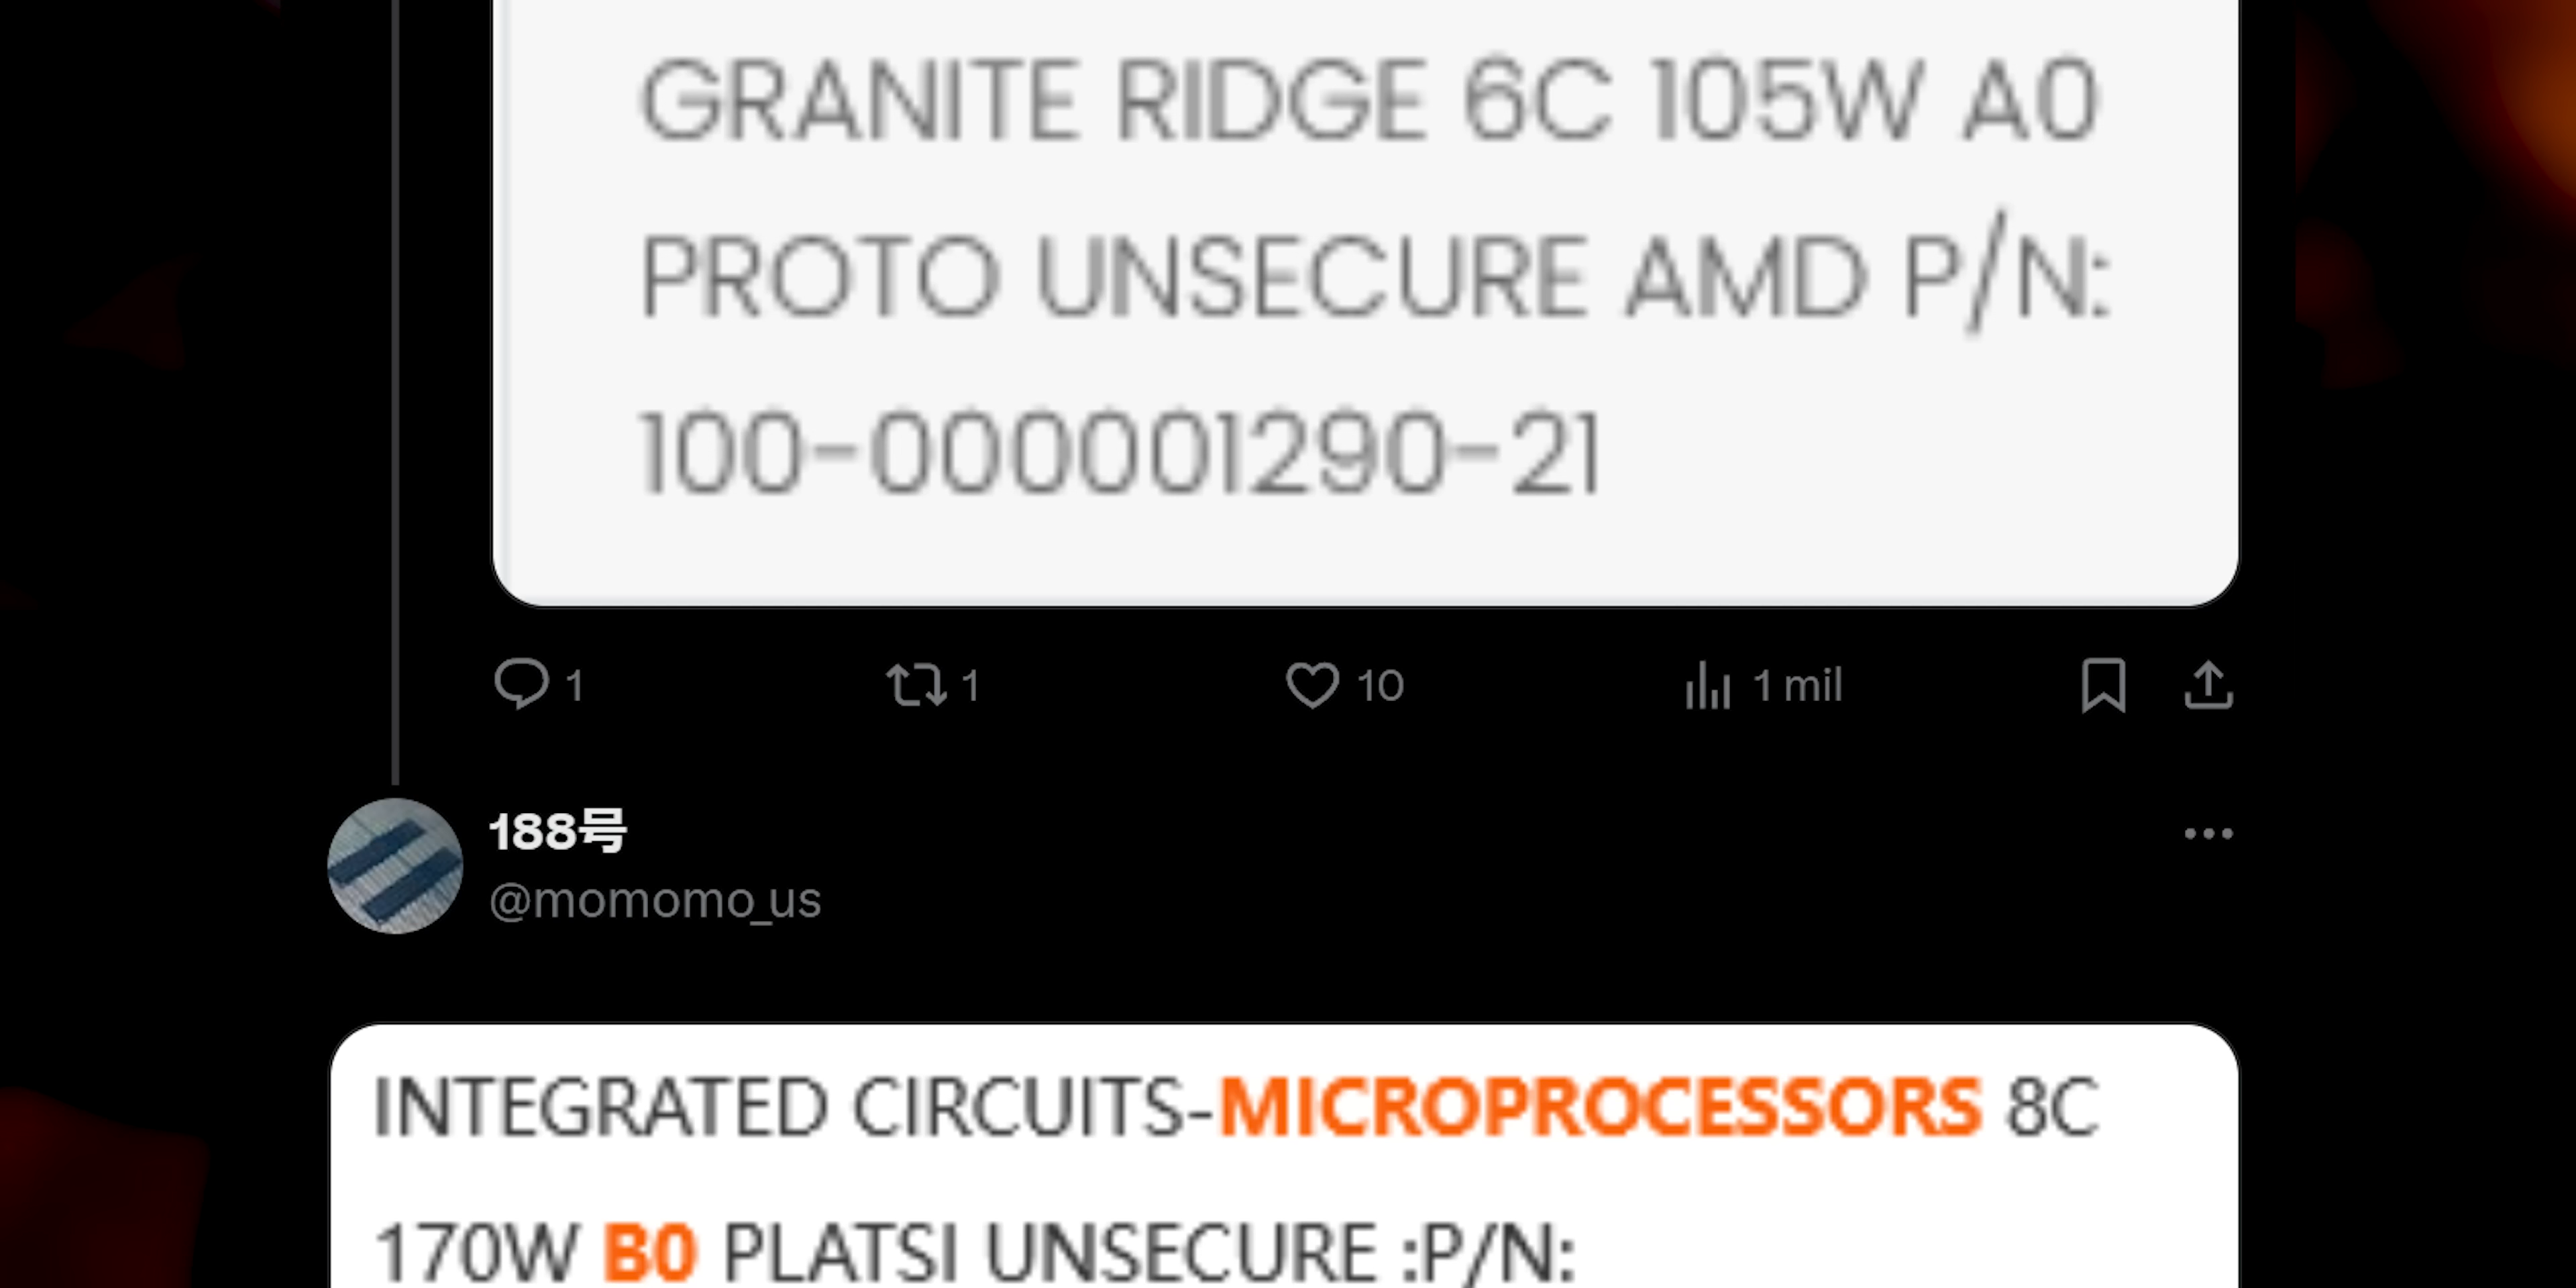 GRANITE RIDGE 6C 105W A0
PROTO UNSECURE AMD P/N:
100-000001290-21
1 1 10 1 mil
188号
@momomo_us
INTEGRATED CIRCUITS-MICROPROCESSORS 8C
170W B0 PLATSI UNSECURE :P/N: